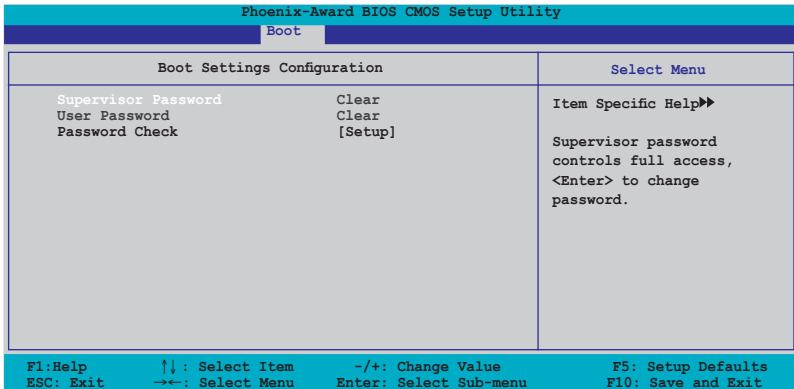 Phoenix-Award BIOS CMOS Setup Utility
Boot
Boot Settings Configuration
Select Menu
Supervisor Password Clear
User Password Clear
Password Check [Setup]
Item Specific Help
Supervisor password
controls full access,
<Enter> to change
password.
F1:Help ↑↓: Select Item -/+: Change Value F5: Setup Defaults
ESC: Exit →←: Select Menu Enter: Select Sub-menu F10: Save and Exit